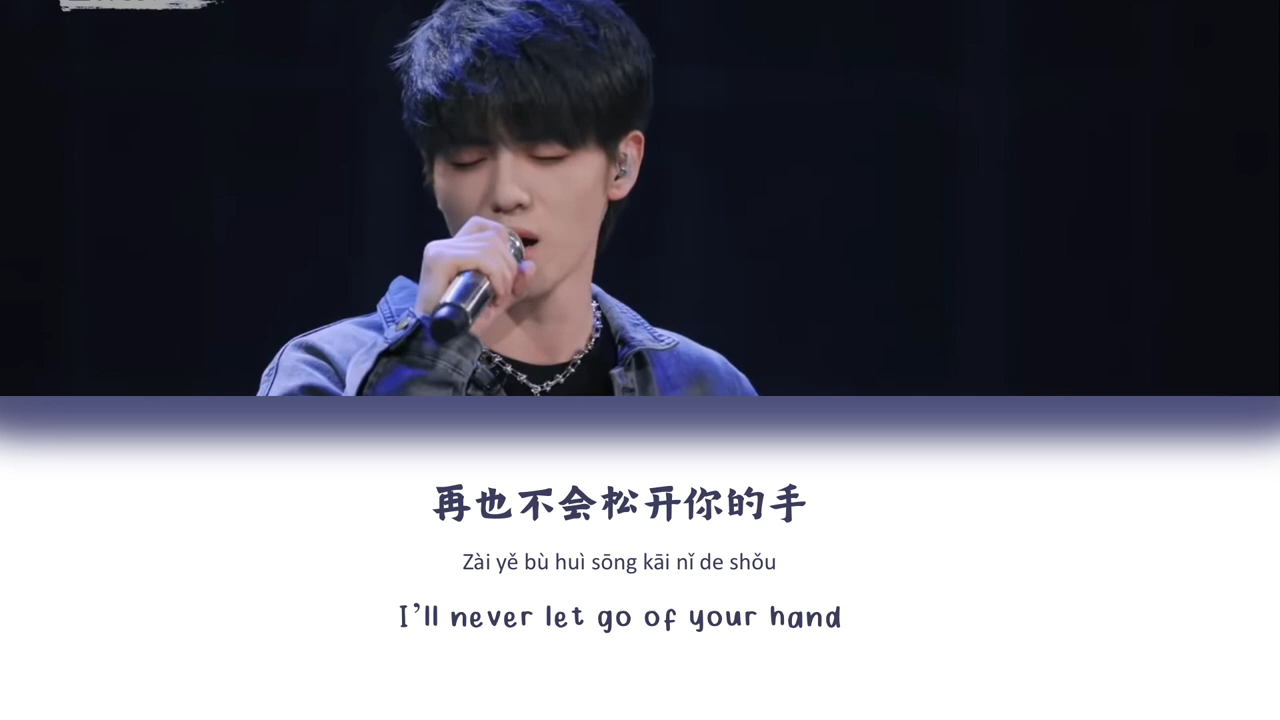 再也不会松开你的手
Zài yě bù huì sōng kāi nǐ de shǒu
I’ll never let go of your hand